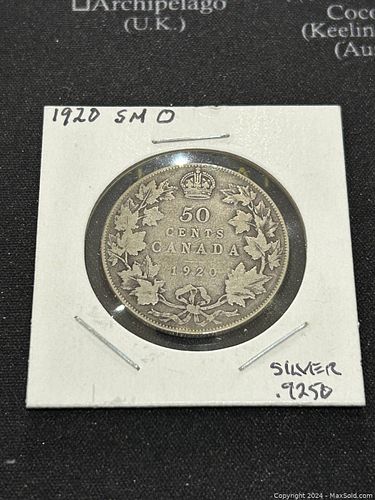 Archipelago
(U.K.)
Coco
(Keelin
(Au
1920 SM O
50
CENTS
CANADA
1920
SILVER
.9250
Copyright 2024 - MaxSold.com